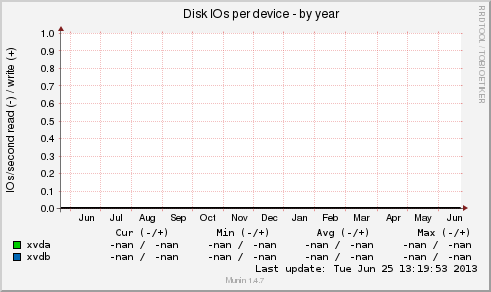 Disk IOs per device - by year
RRDTOOL / TOBI OETIKER
IOs/second read (-) / write (+)
1.0
0.9
0.8
0.7
0.6
0.5
0.4
0.3
0.2
0.1
0.0
Jun Jul Aug Sep Oct Nov Dec Jan Feb Mar Apr May Jun
Cur (-/+) Min (-/+) Avg (-/+) Max (-/+)
xvda -nan / -nan -nan / -nan -nan / -nan -nan / -nan
xvdb -nan / -nan -nan / -nan -nan / -nan -nan / -nan
Last update: Tue Jun 25 13:19:53 2013
Munin 1.4.7